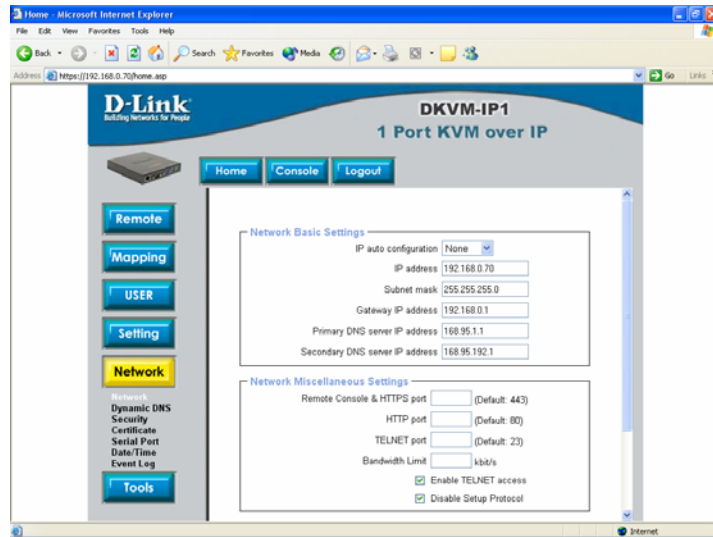 Home - Microsoft Internet Explorer
File Edit View Favorites Tools Help
Back Search Favorites Media
Address https://192.168.0.70/home.asp Go Links
D-Link
Building Networks for People
DKVM-IP1
1 Port KVM over IP
Home Console Logout
Remote
Mapping
USER
Setting
Network
Network
Dynamic DNS
Security
Certificate
Serial Port
Date/Time
Event Log
Tools
Network Basic Settings
IP auto configuration None
IP address 192.168.0.70
Subnet mask 255.255.255.0
Gateway IP address 192.168.0.1
Primary DNS server IP address 168.95.1.1
Secondary DNS server IP address 168.95.192.1
Network Miscellaneous Settings
Remote Console & HTTPS port (Default: 443)
HTTP port (Default: 80)
TELNET port (Default: 23)
Bandwidth Limit kbit/s
Enable TELNET access
Disable Setup Protocol
Internet